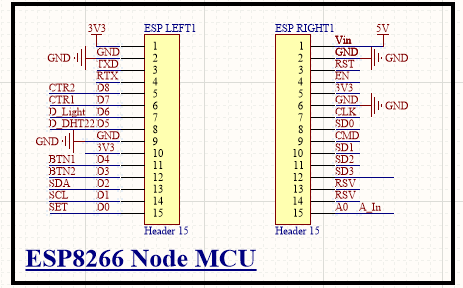 3V3 ESP LEFT1 ESP RIGHT1 5V
1 Vin 1
GND GND 2 GND 2 GND
TXD 3 RST 3
RTX 4 EN 4
CTR2 D8 5 3V3 5
CTR1 D7 6 GND 6 GND
D_Light D6 7 CLK 7
D_DHT22 D5 8 SD0 8
GND GND 9 CMD 9
3V3 10 SD1 10
BTN1 D4 11 SD2 11
BTN2 D3 12 SD3 12
SDA D2 13 RSV 13
SCL D1 14 RSV 14
SET D0 15 A0 A_In 15
Header 15 Header 15
ESP8266 Node MCU